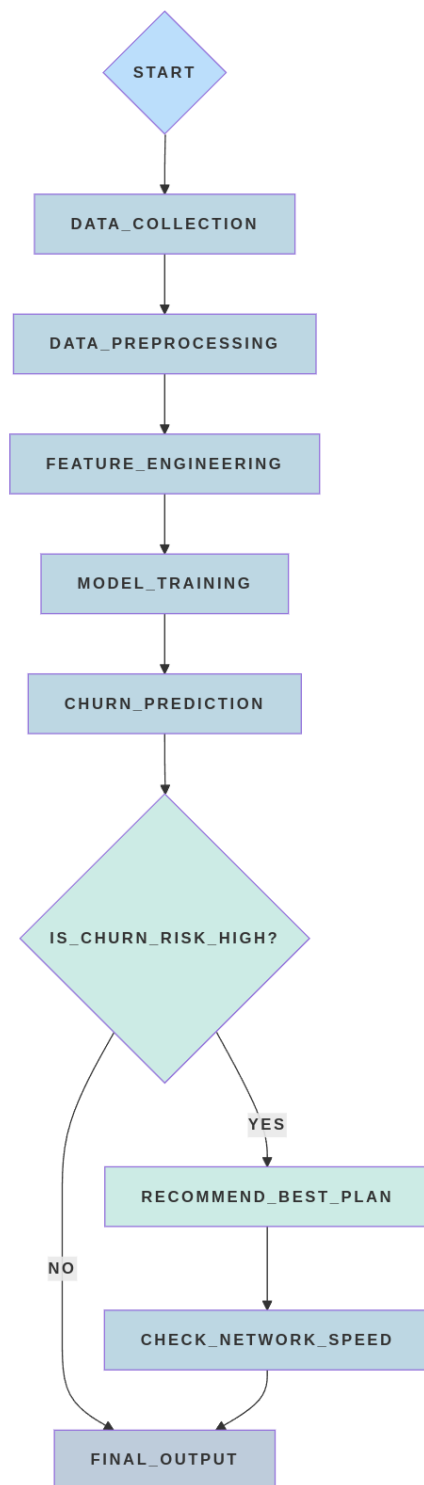 START
DATA_COLLECTION
DATA_PREPROCESSING
FEATURE_ENGINEERING
MODEL_TRAINING
CHURN_PREDICTION
IS_CHURN_RISK_HIGH?
YES
RECOMMEND_BEST_PLAN
NO
CHECK_NETWORK_SPEED
FINAL_OUTPUT